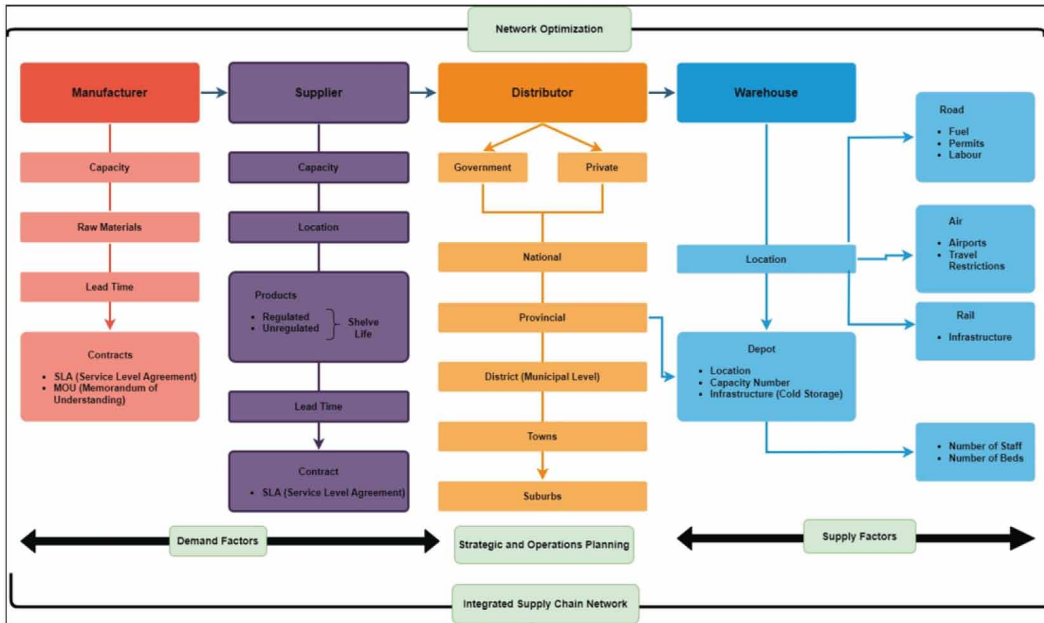 Network Optimization
Manufacturer
Supplier
Distributor
Warehouse
Capacity
Raw Materials
Lead Time
Contracts
• SLA (Service Level Agreement)
• MOU (Memorandum of
Understanding)
Capacity
Location
Products
• Regulated
• Unregulated
Shelve
Life
Lead Time
Contract
• SLA (Service Level Agreement)
Government
Private
National
Provincial
District (Municipal Level)
Towns
Suburbs
Location
Depot
• Location
• Capacity Number
• Infrastructure (Cold Storage)
Road
• Fuel
• Permits
• Labour
Air
• Airports
• Travel
Restrictions
Rail
• Infrastructure
• Number of Staff
• Number of Beds
Demand Factors
Strategic and Operations Planning
Supply Factors
Integrated Supply Chain Network